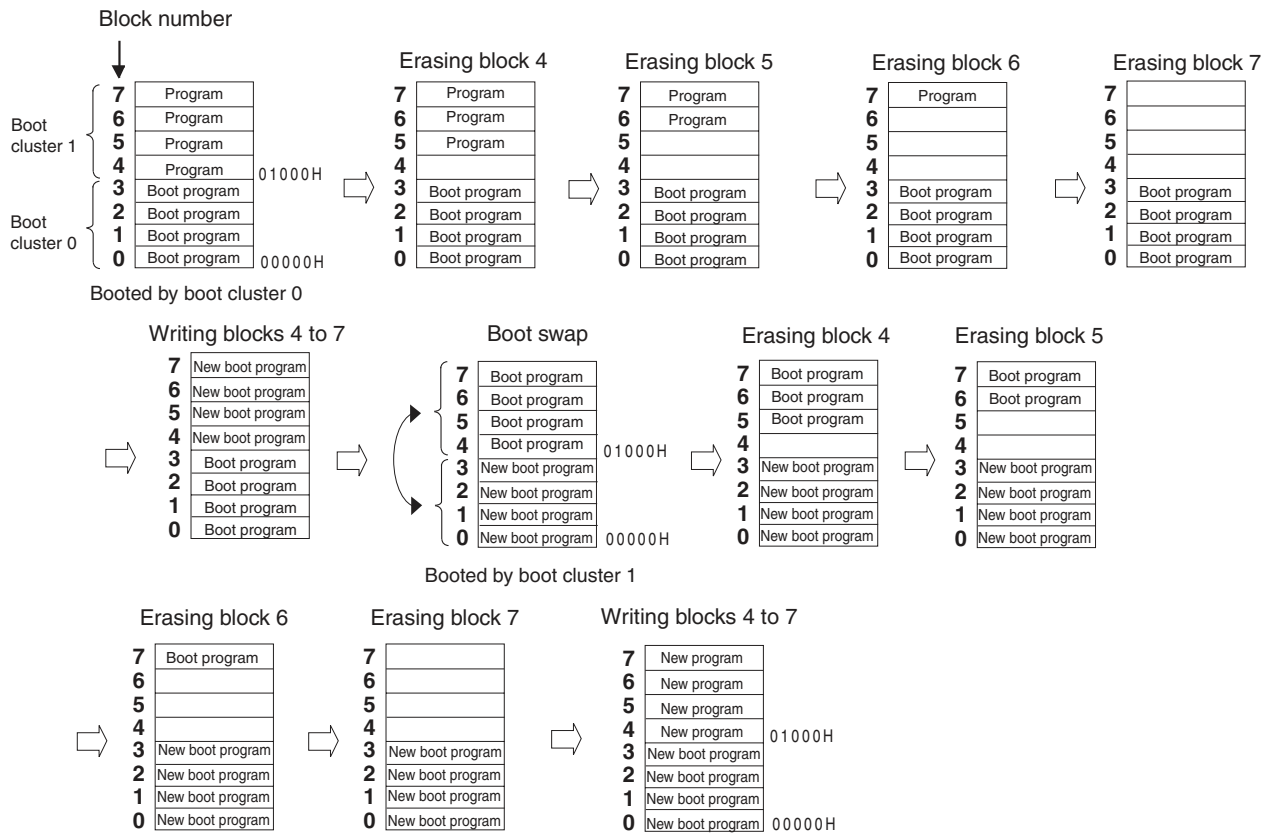 Block number
Erasing block 4
Erasing block 5
Erasing block 6
Erasing block 7
Boot
cluster 1
Boot
cluster 0
7 Program
6 Program
5 Program
4 Program
01000H
3 Boot program
2 Boot program
1 Boot program
0 Boot program
00000H
Booted by boot cluster 0
7 Program
6 Program
5 Program
4
3 Boot program
2 Boot program
1 Boot program
0 Boot program
7 Program
6 Program
5
4
3 Boot program
2 Boot program
1 Boot program
0 Boot program
7 Program
6
5
4
3 Boot program
2 Boot program
1 Boot program
0 Boot program
7
6
5
4
3 Boot program
2 Boot program
1 Boot program
0 Boot program
Writing blocks 4 to 7
7 New boot program
6 New boot program
5 New boot program
4 New boot program
3 Boot program
2 Boot program
1 Boot program
0 Boot program
Boot swap
7 Boot program
6 Boot program
5 Boot program
4 Boot program
01000H
3 New boot program
2 New boot program
1 New boot program
0 New boot program
00000H
Booted by boot cluster 1
Erasing block 4
7 Boot program
6 Boot program
5 Boot program
4
3 New boot program
2 New boot program
1 New boot program
0 New boot program
Erasing block 5
7 Boot program
6 Boot program
5
4
3 New boot program
2 New boot program
1 New boot program
0 New boot program
Erasing block 6
7 Boot program
6
5
4
3 New boot program
2 New boot program
1 New boot program
0 New boot program
Erasing block 7
7
6
5
4
3 New boot program
2 New boot program
1 New boot program
0 New boot program
Writing blocks 4 to 7
7 New program
6 New program
5 New program
4 New program
01000H
3 New boot program
2 New boot program
1 New boot program
0 New boot program
00000H